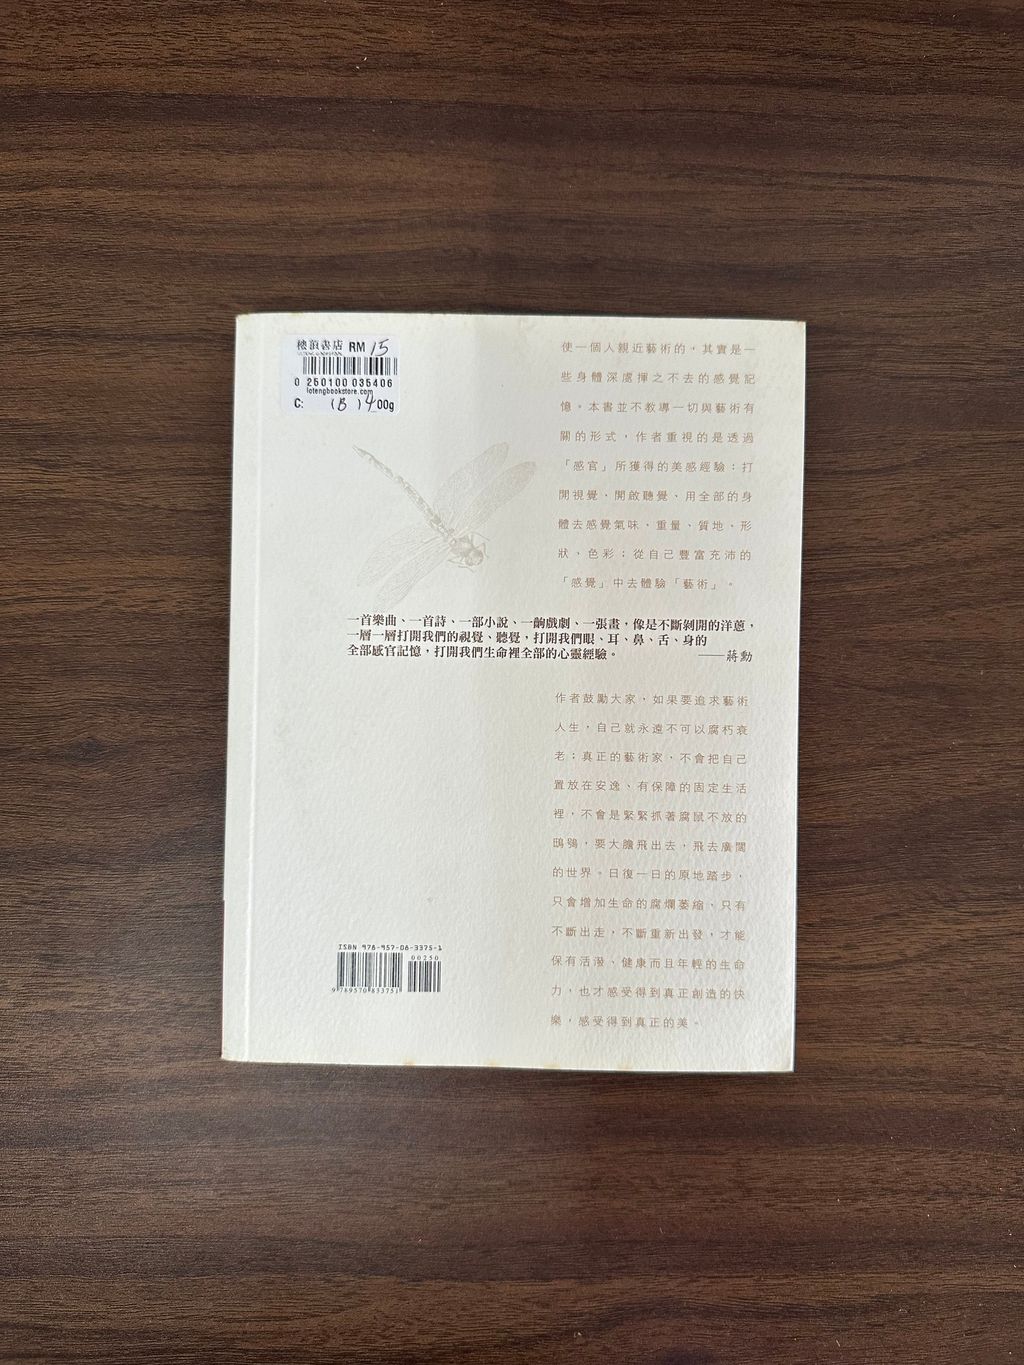 RM 15
0 250100 035406
lotengbookstore.com
C: (B) 14 00g
使一個人親近藝術的，其實是一
些身體深處揮之不去的感覺記
憶。本書並不教導一切與藝術有
關的形式，作者重視的是透過
「感官」所獲得的美感經驗：打
開視覺、開啟聽覺、用全部的身
體去感覺氣味、重量、質地、形
狀、色彩；從自己豐富充沛的
「感覺」中去體驗「藝術」。
一首樂曲、一首詩、一部小說、一齣戲劇、一張畫，像是不斷剝開的洋蔥，
一層一層打開我們的視覺、聽覺，打開我們眼、耳、鼻、舌、身的
全部感官記憶，打開我們生命裡全部的心靈經驗。 ——蔣勳
作者鼓勵大家，如果要追求藝術
人生，自己就永遠不可以腐朽衰
老；真正的藝術家，不會把自己
置放在安逸、有保障的固定生活
裡，不會是緊緊抓著腐鼠不放的
鴟鴞，要大膽飛出去，飛去廣闊
的世界。日復一日的原地踏步，
只會增加生命的腐爛萎縮、只有
不斷出走，不斷重新出發，才能
保有活潑、健康而且年輕的生命
力，也才感受得到真正創造的快
樂，感受得到真正的美。
ISBN 978-957-08-3375-1
00250
9 789570 833751